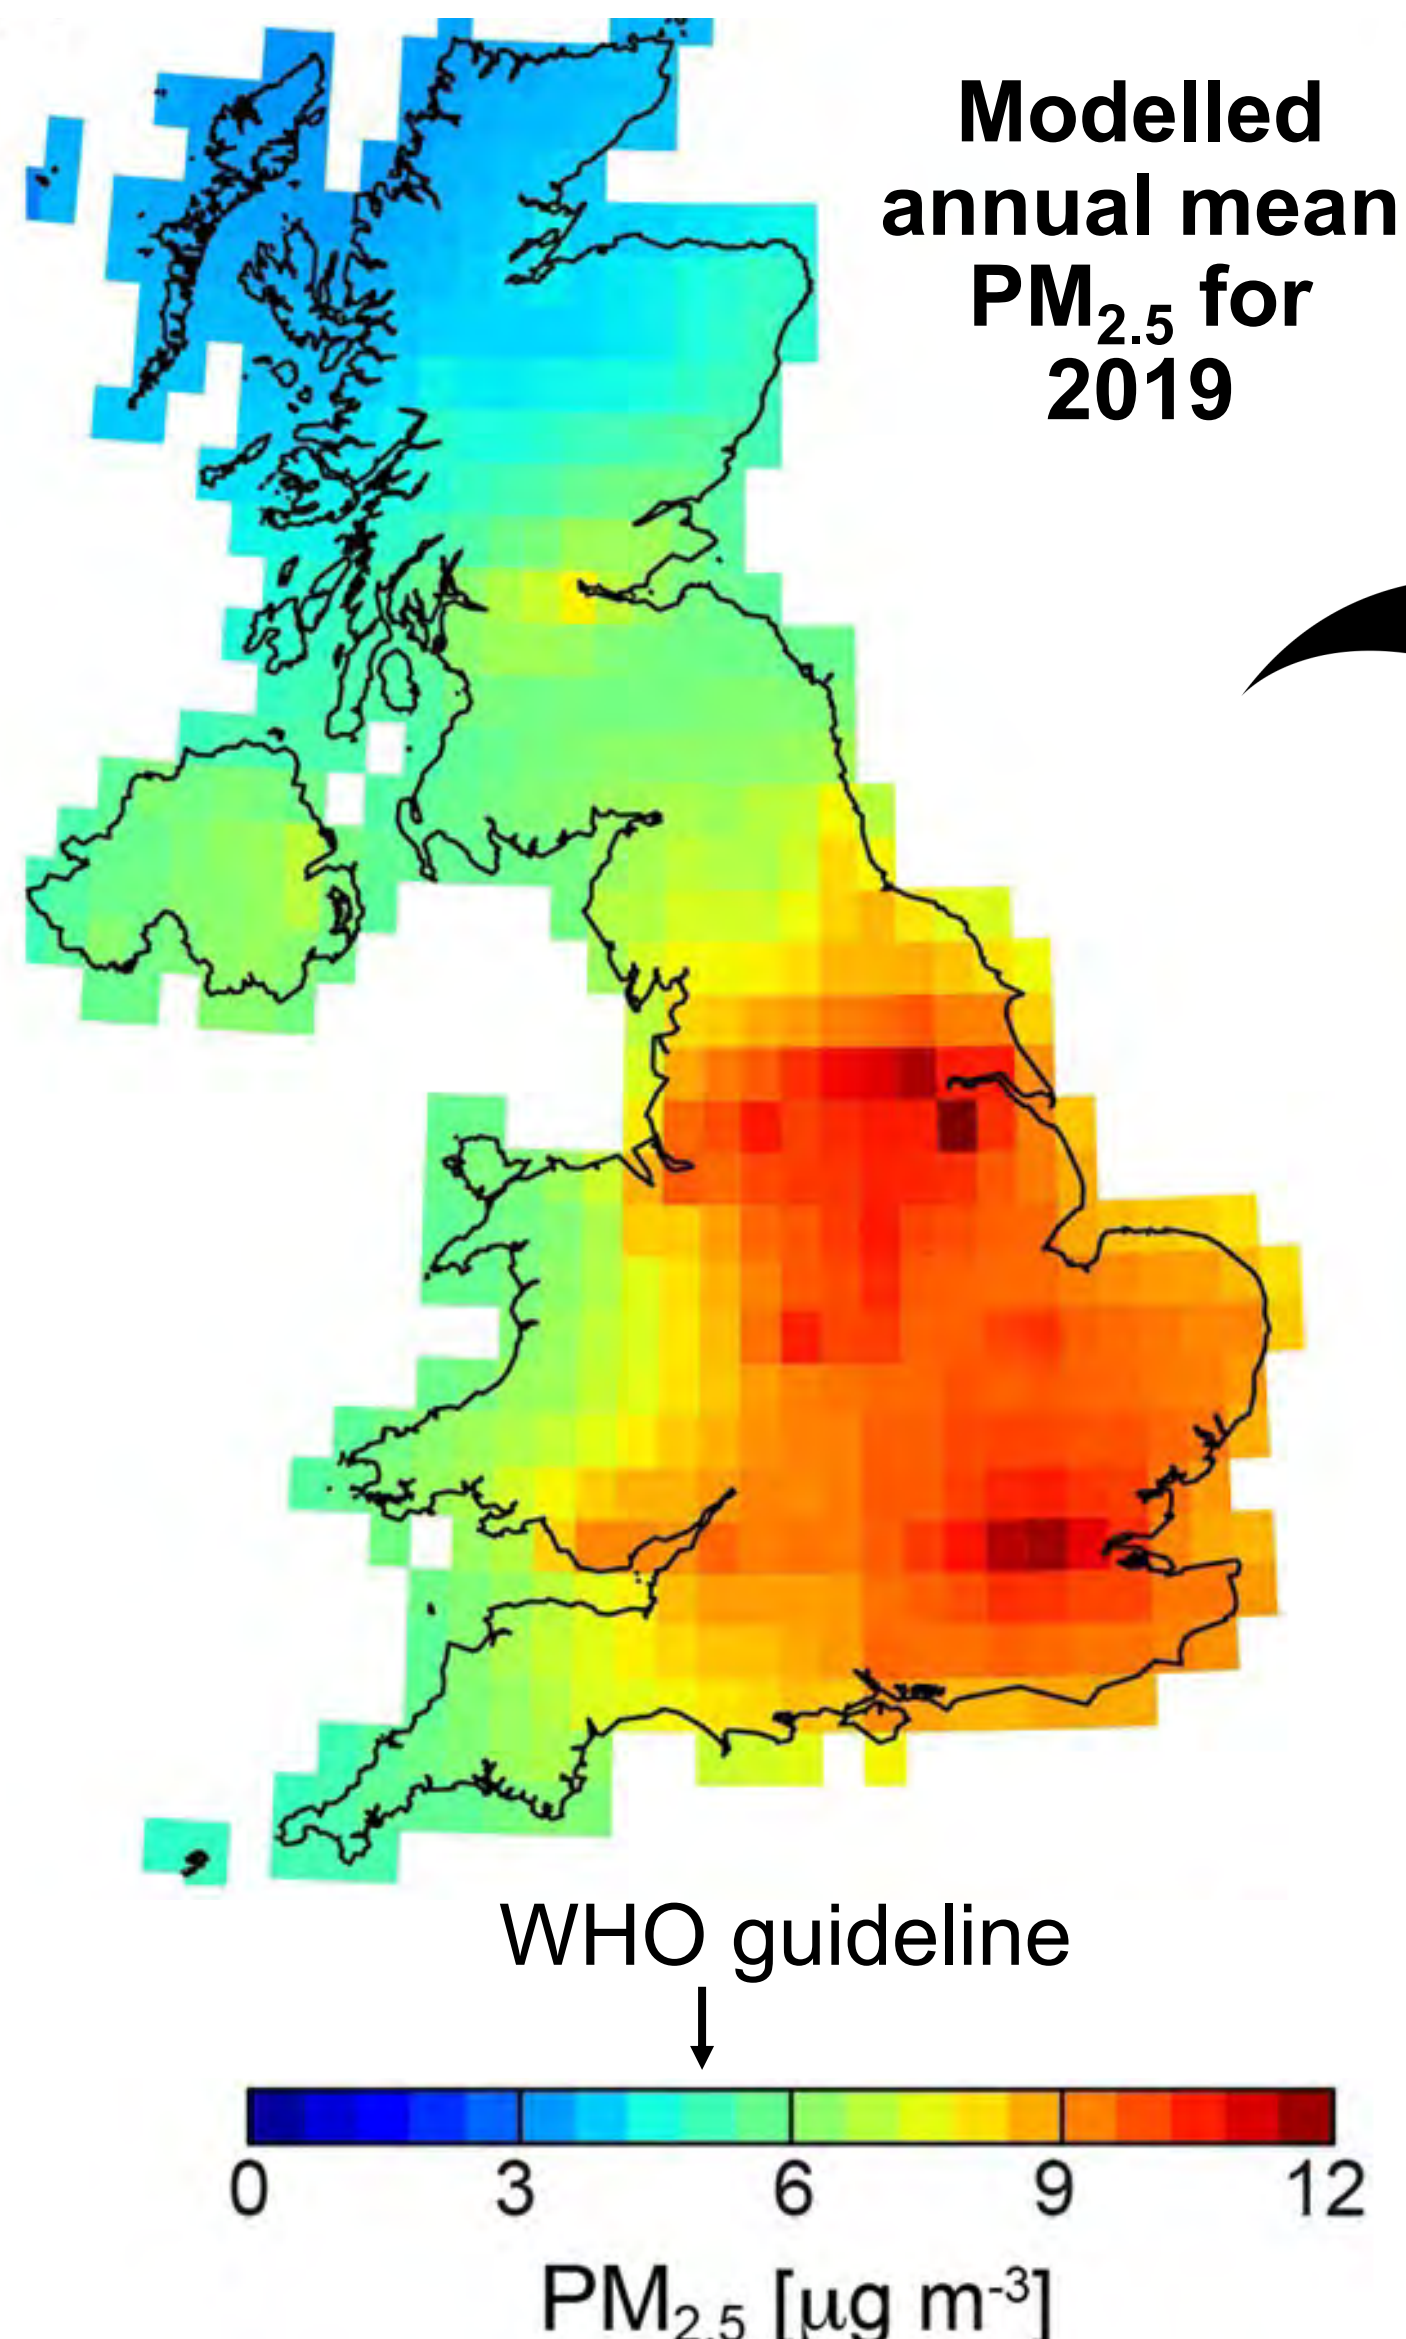 Modelled
annual mean
PM₂.₅ for
2019
WHO guideline
0 3 6 9 12
PM₂.₅ [µg m⁻³]